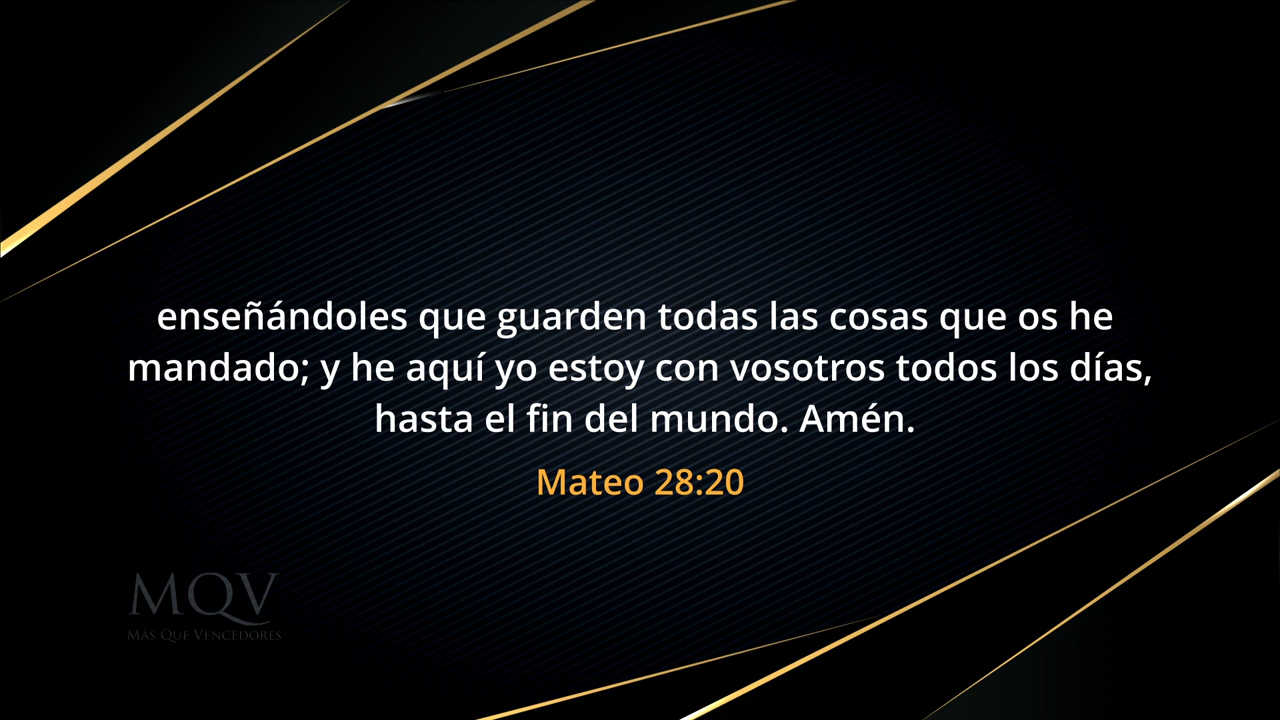 enseñándoles que guarden todas las cosas que os he
mandado; y he aquí yo estoy con vosotros todos los días,
hasta el fin del mundo. Amén.
Mateo 28:20
MQV
MÁS QUE VENCEDORES